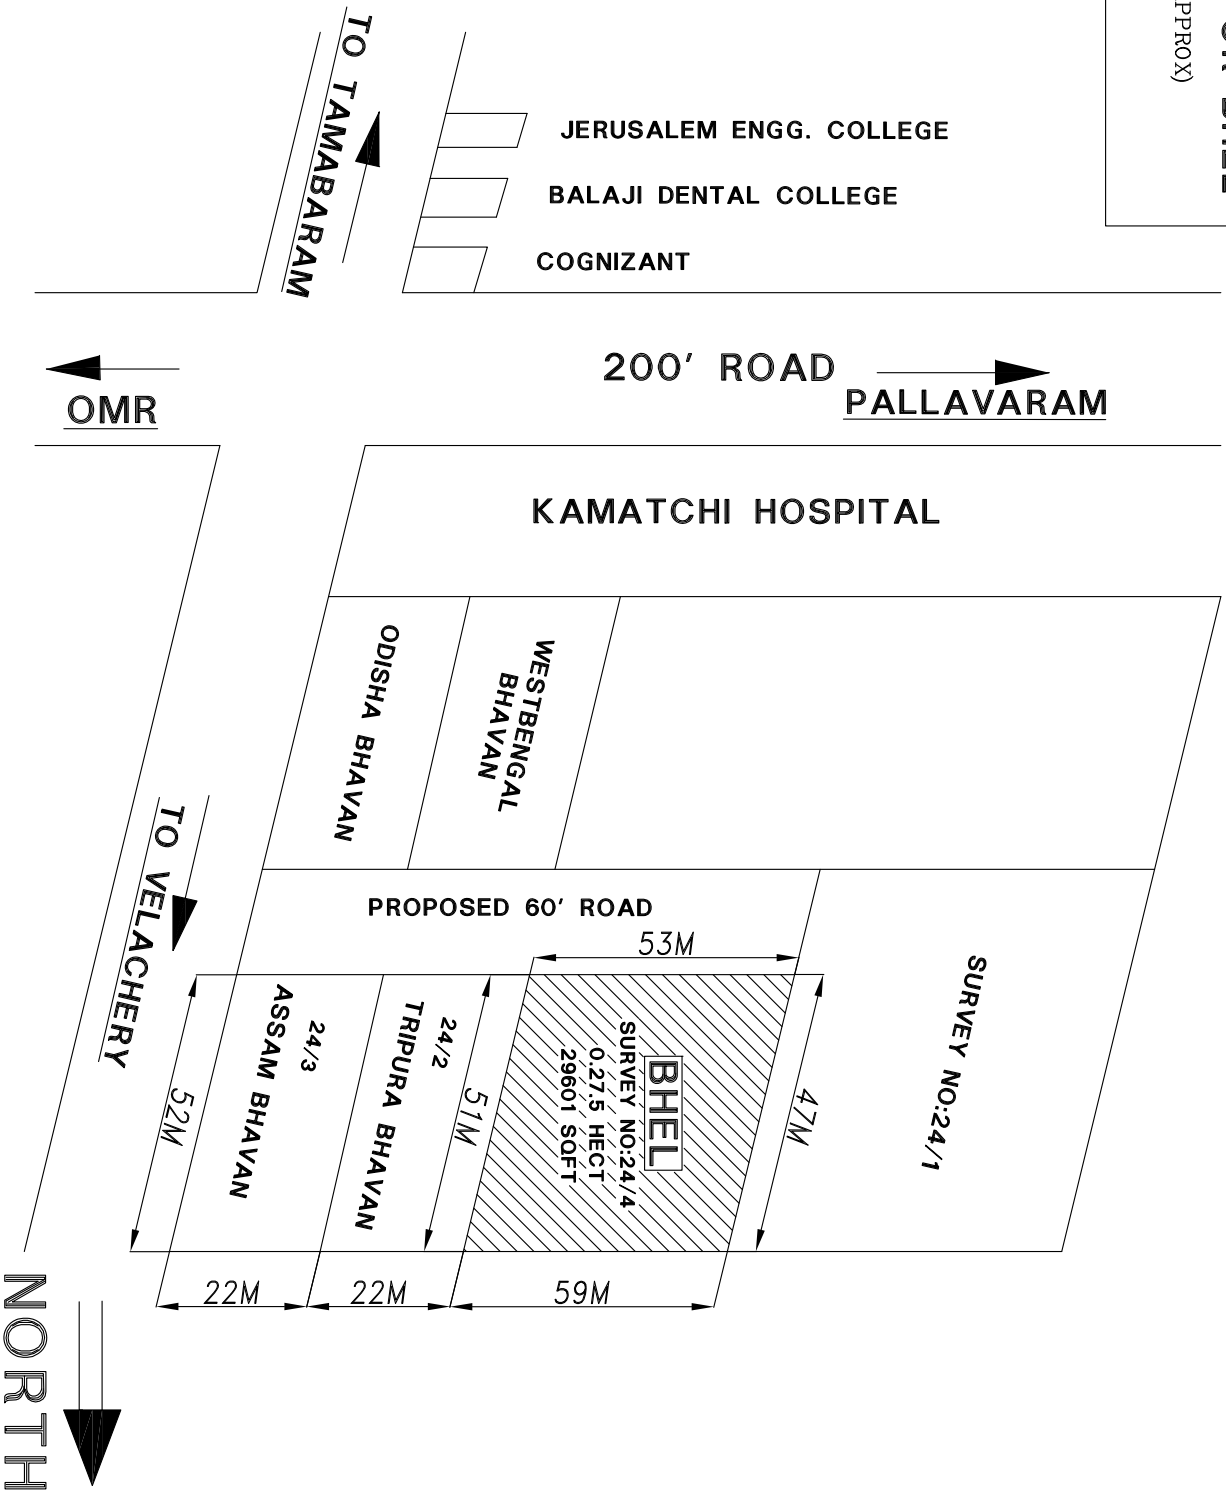 PPROX)
TO TAMABARAM
JERUSALEM ENGG. COLLEGE
BALAJI DENTAL COLLEGE
COGNIZANT
200' ROAD
PALLAVARAM
OMR
KAMATCHI HOSPITAL
ODISHA BHAVAN
WESTBENGAL
BHAVAN
TO VELACHERY
PROPOSED 60' ROAD
53M
SURVEY NO:24/1
24/3
ASSAM BHAVAN
24/2
TRIPURA BHAVAN
BHEL
SURVEY NO:24/4
0.27.5 HECT
29601 SQFT
47M
51M
52M
22M
22M
59M
NORTH